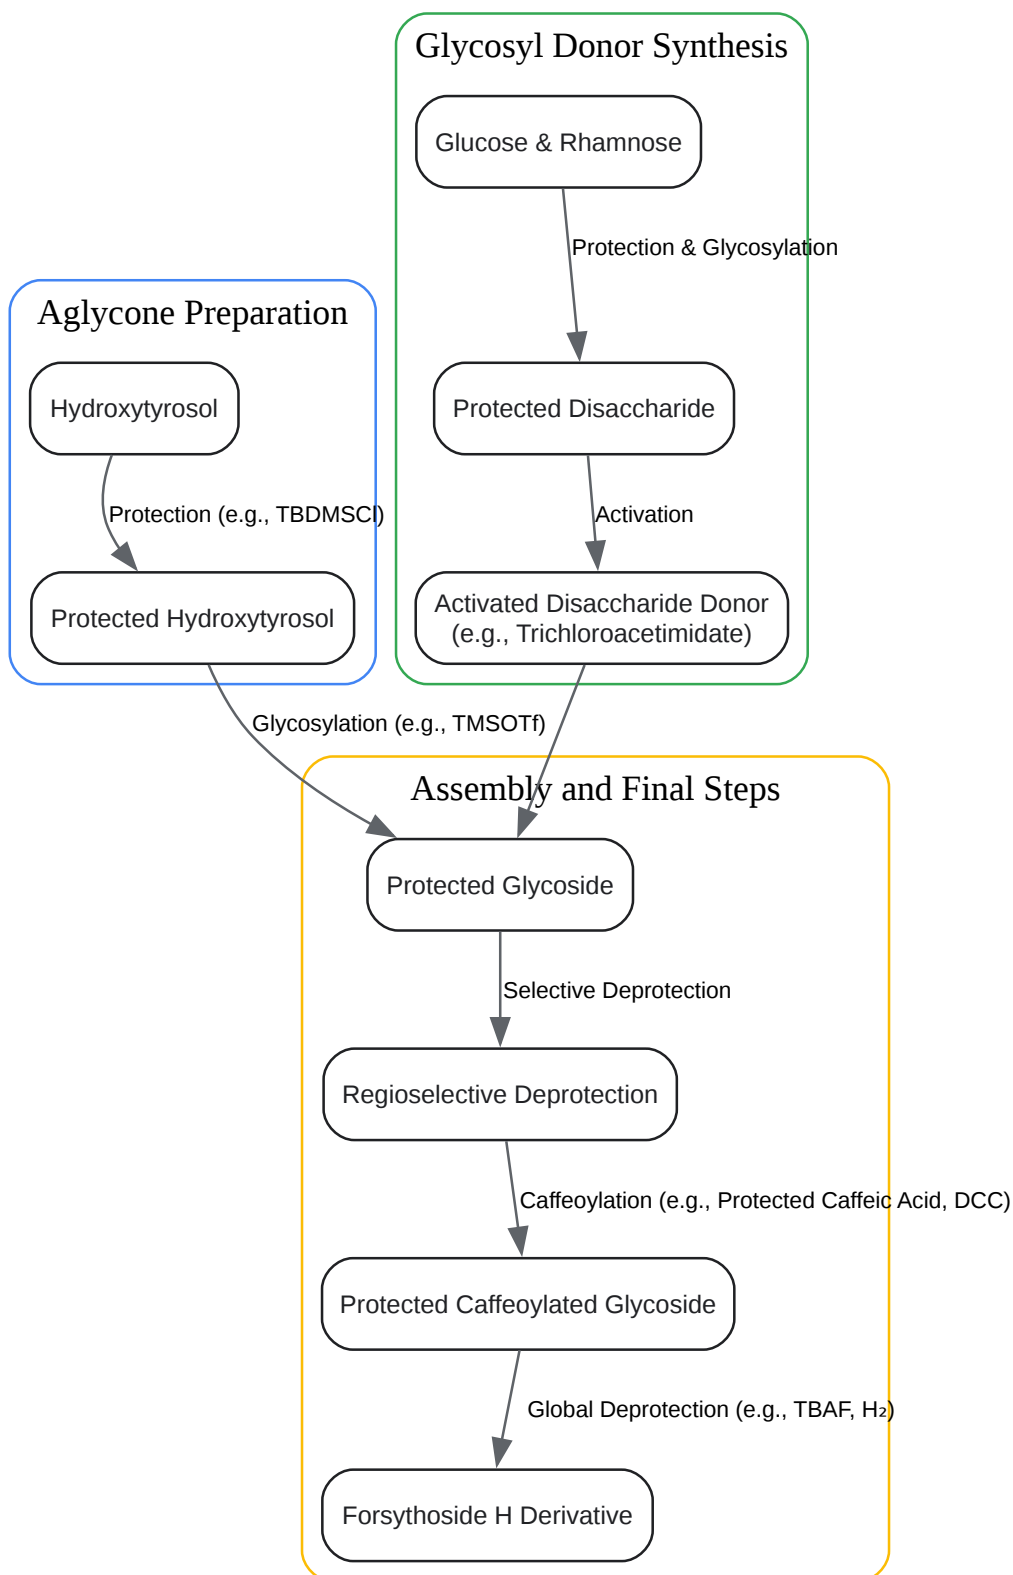 Glycosyl Donor Synthesis
Glucose & Rhamnose
Protection & Glycosylation
Aglycone Preparation
Hydroxytyrosol
Protected Disaccharide
Protection (e.g., TBDMSCl)
Activation
Protected Hydroxytyrosol
Activated Disaccharide Donor
(e.g., Trichloroacetimidate)
Glycosylation (e.g., TMSOTf)
Assembly and Final Steps
Protected Glycoside
Selective Deprotection
Regioselective Deprotection
Caffeoylation (e.g., Protected Caffeic Acid, DCC)
Protected Caffeoylated Glycoside
Global Deprotection (e.g., TBAF, H₂)
Forsythoside H Derivative